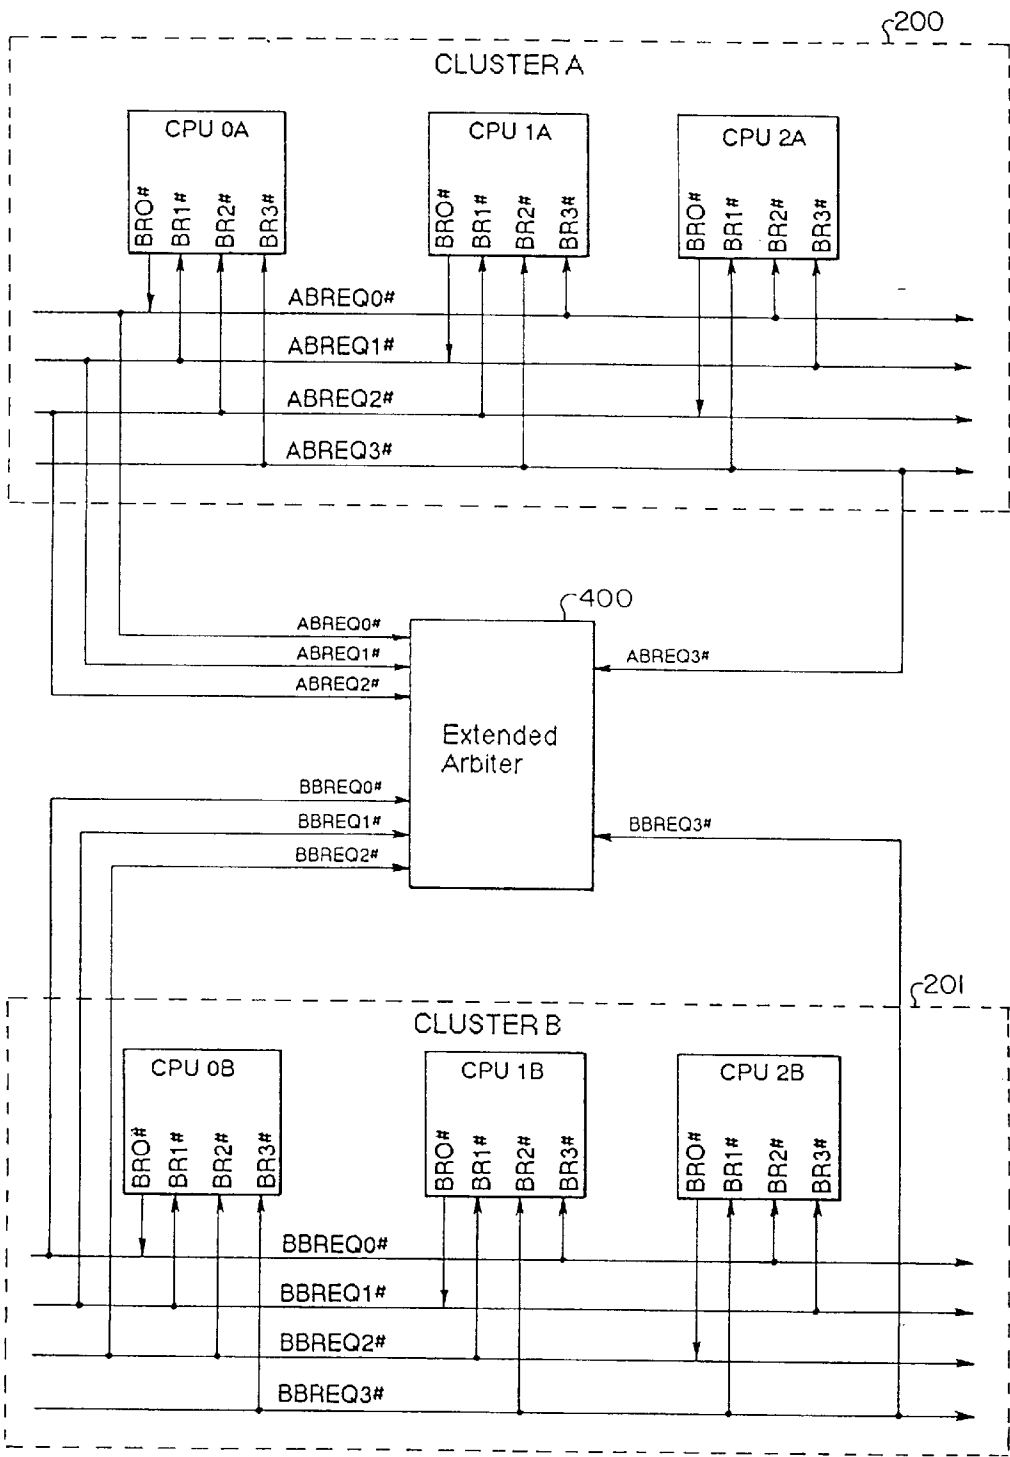 200
CLUSTER A
CPU 0A
CPU 1A
CPU 2A
BR0# BR1# BR2# BR3#
BR0# BR1# BR2# BR3#
BR0# BR1# BR2# BR3#
ABREQ0#
ABREQ1#
ABREQ2#
ABREQ3#
400
ABREQ0#
ABREQ1#
ABREQ2#
ABREQ3#
Extended
Arbiter
BBREQ0#
BBREQ1#
BBREQ2#
BBREQ3#
201
CLUSTER B
CPU 0B
CPU 1B
CPU 2B
BR0# BR1# BR2# BR3#
BR0# BR1# BR2# BR3#
BR0# BR1# BR2# BR3#
BBREQ0#
BBREQ1#
BBREQ2#
BBREQ3#